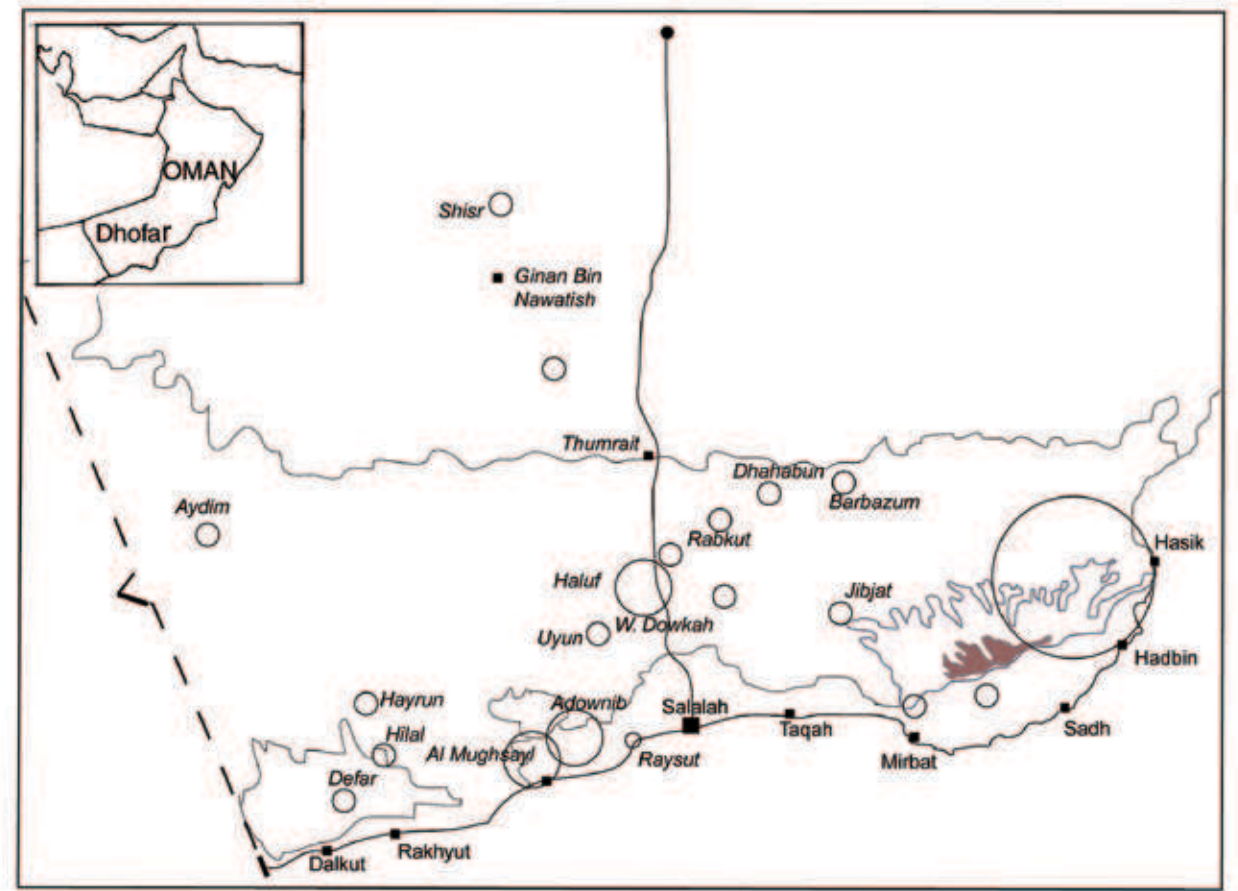 OMAN
Dhofar
Shisr
Ginan Bin
Nawatish
Thumrait
Dhahabun
Barbazum
Aydim
Rabkut
Hasik
Haluf
Jibjat
W. Dowkah
Uyun
Hadbin
Hayrun
Adownib
Salalah
Hilal
Al Mughsayl
Raysut
Taqah
Sadh
Mirbat
Defar
Rakhyut
Dalkut